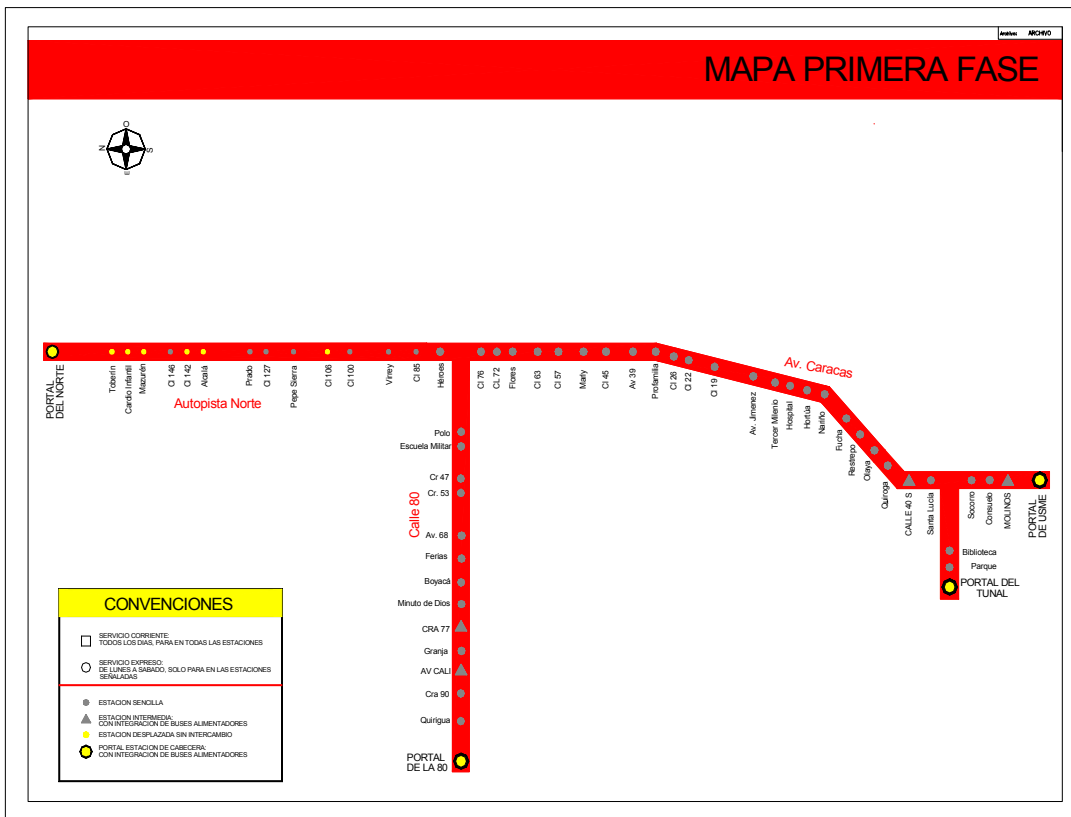 Archivo: ARCHIVO
MAPA PRIMERA FASE
O
N
S
E
PORTAL
DEL NORTE
Toberín
Cardio Infantil
Mazurén
Cl 146
Cl 142
Alcalá
Prado
Cl 127
Pepe Sierra
Cl 106
Cl 100
Virrey
Cl 85
Héroes
Cl 76
CL 72
Flores
Cl 63
Cl 57
Marly
Cl 45
Av 39
Profamilia
Cl 26
Cl 22
Cl 19
Av. Jimenez
Tercer Milenio
Hospital
Hortúa
Nariño
Fucha
Restrepo
Olaya
Quiroga
CALLE 40 S
Santa Lucía
Socorro
Consuelo
MOLINOS
PORTAL
DE USME
Autopista Norte
Av. Caracas
Calle 80
Polo
Escuela Militar
Cr 47
Cr. 53
Av. 68
Ferias
Boyacá
Minuto de Dios
CRA 77
Granja
AV CALI
Cra 90
Quirigua
PORTAL
DE LA 80
Biblioteca
Parque
PORTAL DEL
TUNAL
CONVENCIONES
SERVICIO CORRIENTE:
TODOS LOS DIAS, PARA EN TODAS LAS ESTACIONES
SERVICIO EXPRESO:
DE LUNES A SABADO, SOLO PARA EN LAS ESTACIONES
SEÑALADAS
ESTACION SENCILLA
ESTACION INTERMEDIA:
CON INTEGRACION DE BUSES ALIMENTADORES
ESTACION DESPLAZADA SIN INTERCAMBIO
PORTAL ESTACION DE CABECERA:
CON INTEGRACION DE BUSES ALIMENTADORES